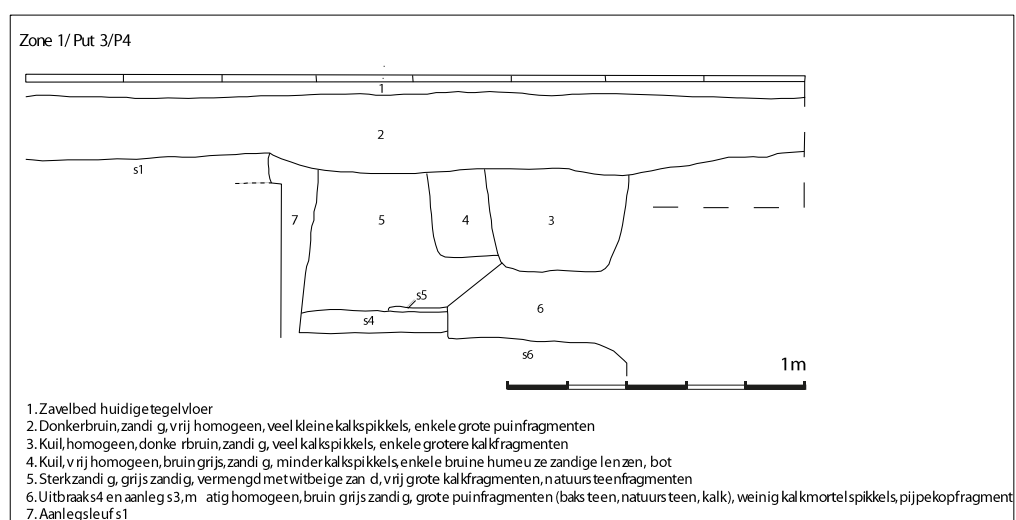 Zone 1/ Put 3/P4
1
2
s1
7
5
4
3
s5
s4
6
s6
1m
1. Zavelbed huidige tegelvloer
2. Donkerbruin, zandig, vrij homogeen, veel kleine kalkspikkels, enkele grote puinfragmenten
3. Kuil, homogeen, donkerbruin, zandig, veel kalkspikkels, enkele grotere kalkfragmenten
4. Kuil, vrij homogeen, bruingrijs, zandig, minder kalkspikkels, enkele bruine humeuze zandige lenzen, bot
5. Sterk zandig, grijs zandig, vermengd met witbeige zand, vrij grote kalkfragmenten, natuursteenfragmenten
6. Uitbraak s4 en aanleg s3, m atig homogeen, bruin grijs zandig, grote puinfragmenten (baksteen, natuursteen, kalk), weinig kalkmortelspikkels, pijpekopfragment
7. Aanlegsleuf s1